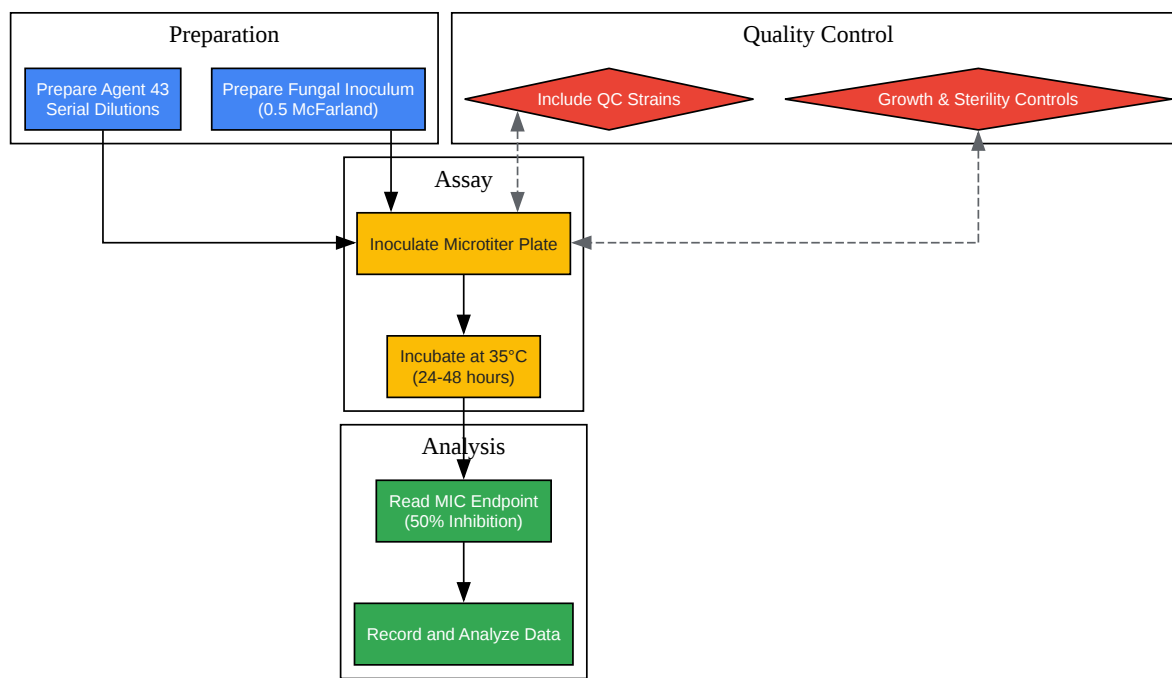 Preparation
Quality Control
Prepare Agent 43
Serial Dilutions
Prepare Fungal Inoculum
(0.5 McFarland)
Include QC Strains
Growth & Sterility Controls
Assay
Inoculate Microtiter Plate
Incubate at 35°C
(24-48 hours)
Analysis
Read MIC Endpoint
(50% Inhibition)
Record and Analyze Data